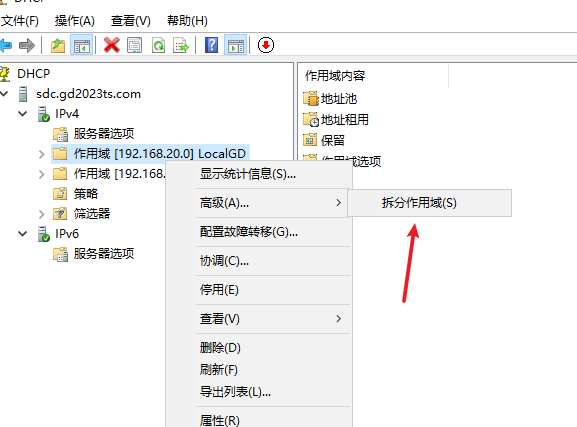 DHCP
文件(F) 操作(A) 查看(V) 帮助(H)
DHCP
sdc.gd2023ts.com
IPv4
服务器选项
作用域 [192.168.20.0] LocalGD
作用域 [192.168.
策略
筛选器
IPv6
服务器选项
作用域内容
地址池
地址租用
保留
作用域选项
显示统计信息(S)...
高级(A)...
拆分作用域(S)
配置故障转移(G)...
协调(C)...
停用(E)
查看(V)
删除(D)
刷新(F)
导出列表(L)...
属性(R)